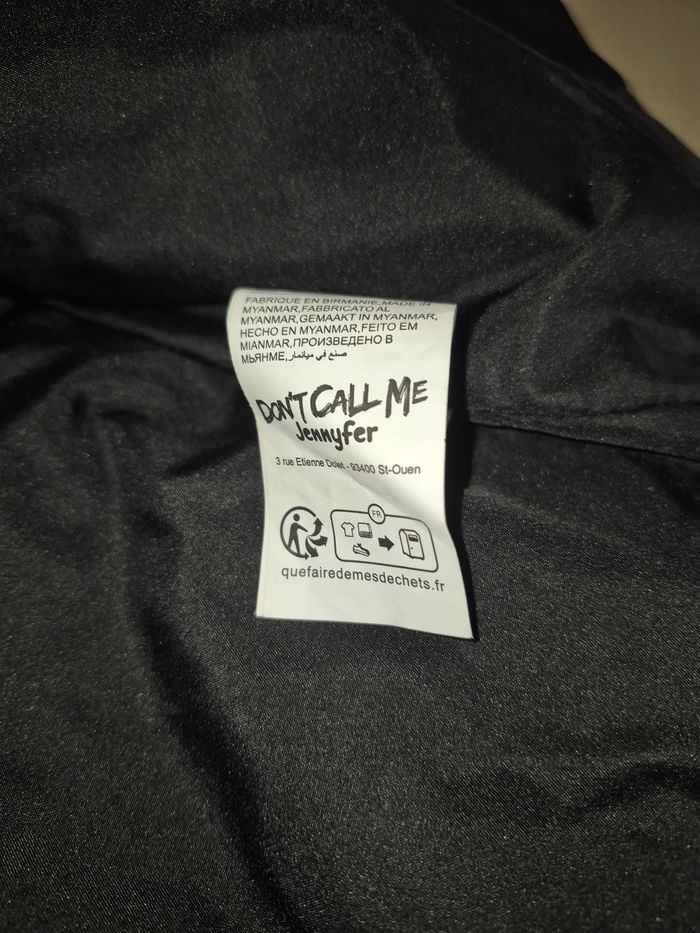 FABRIQUE EN BIRMANIE,MADE IN
MYANMAR,FABBRICATO AL
MYANMAR,GEMAAKT IN MYANMAR,
HECHO EN MYANMAR,FEITO EM
MIANMAR,ПРОИЗВЕДЕНО В
МЬЯНМЕ,صنع في ميانمار
DON'T CALL ME
Jennyfer
3 rue Etienne Dolet - 93400 St-Ouen
FR
quefairedemesdechets.fr